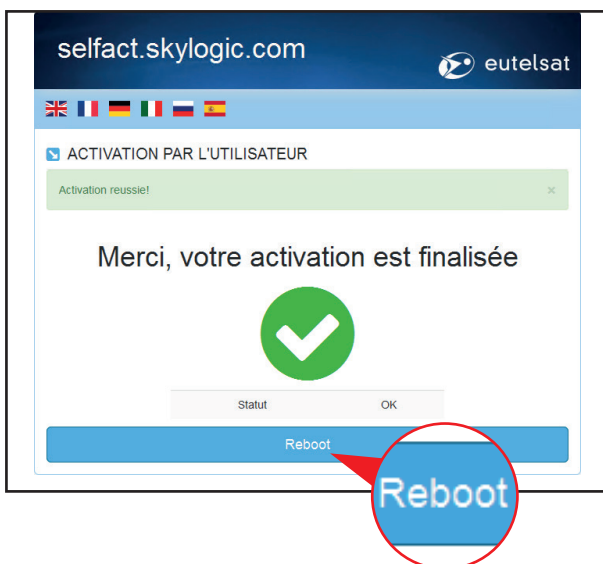 selfact.skylogic.com
eutelsat
ACTIVATION PAR L'UTILISATEUR
Activation reussie! ×
Merci, votre activation est finalisée
Statut OK
Reboot
Reboot